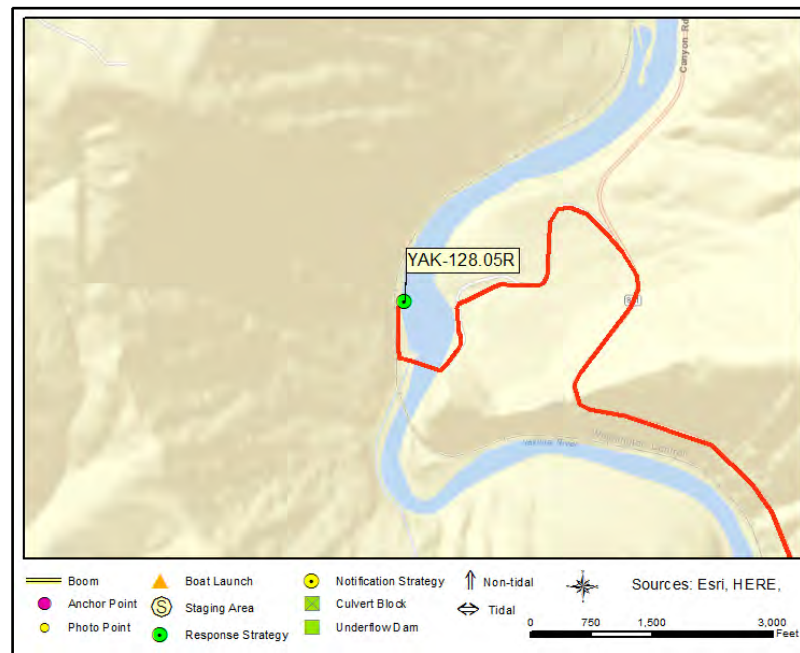 Canyon Rd
YAK-128.05R
Boom
Anchor Point
Photo Point
Boat Launch
S Staging Area
Response Strategy
Notification Strategy
Culvert Block
Underflow Dam
Non-tidal
Tidal
Sources: Esri, HERE,
0 750 1,500 3,000
Feet